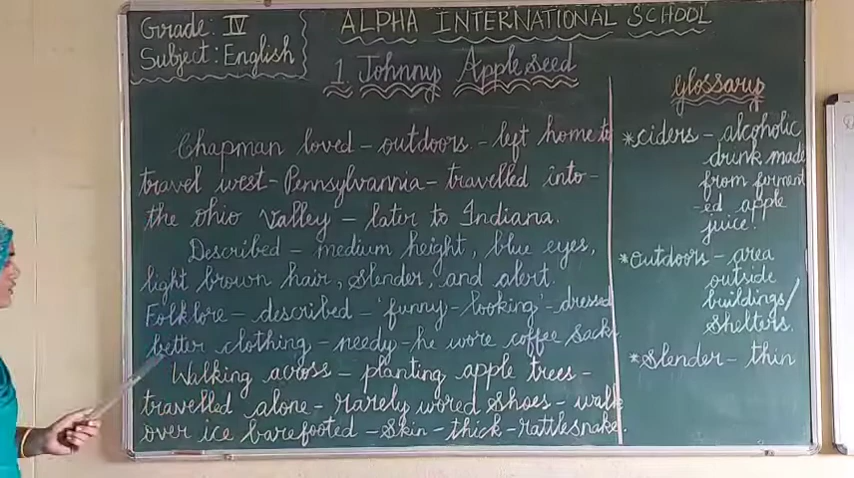 Grade: IV
Subject: English
ALPHA INTERNATIONAL SCHOOL
1. Johnny Appleseed
Chapman loved - outdoors - left home to
travel west - Pennsylvannia - travelled into -
the ohio Valley - later to Indiana.
Described - medium height, blue eyes,
light brown hair, slender, and alert.
Folklore - described - 'funny - looking' - dressed
better clothing - needy - he wore coffee sacks
Walking across - planting apple trees -
travelled alone - rarely wored shoes - walk
over ice barefooted - skin - thick - rattlesnake.
Glossary
*ciders - alcoholic
drunk made
from forment
-ed apple
juice.
*outdoors - area
outside
buildings/
shelters.
*slender - thin